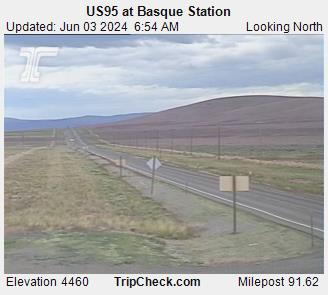 US95 at Basque Station
Updated: Jun 03 2024 6:54 AM Looking North
Elevation 4460 TripCheck.com Milepost 91.62